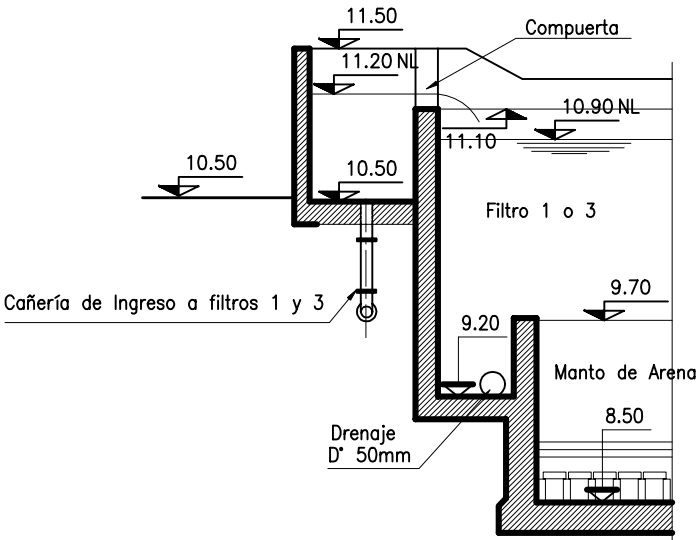 11.50
Compuerta
11.20 NL
10.90 NL
11.10
10.50
10.50
Filtro 1 o 3
9.70
Cañería de Ingreso a filtros 1 y 3
9.20
Manto de Arena
8.50
Drenaje
D° 50mm